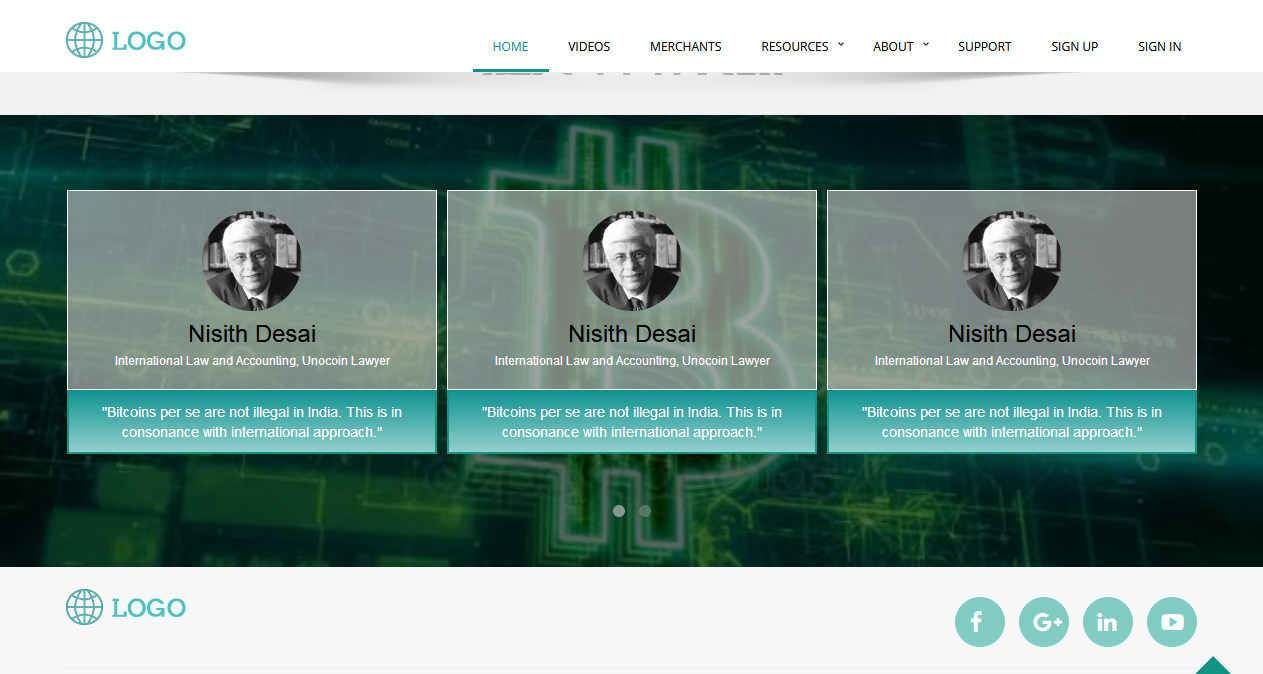 LOGO
HOME VIDEOS MERCHANTS RESOURCES ABOUT SUPPORT SIGN UP SIGN IN
Nisith Desai
International Law and Accounting, Unocoin Lawyer
"Bitcoins per se are not illegal in India. This is in
consonance with international approach."
Nisith Desai
International Law and Accounting, Unocoin Lawyer
"Bitcoins per se are not illegal in India. This is in
consonance with international approach."
Nisith Desai
International Law and Accounting, Unocoin Lawyer
"Bitcoins per se are not illegal in India. This is in
consonance with international approach."
LOGO
f G+ in